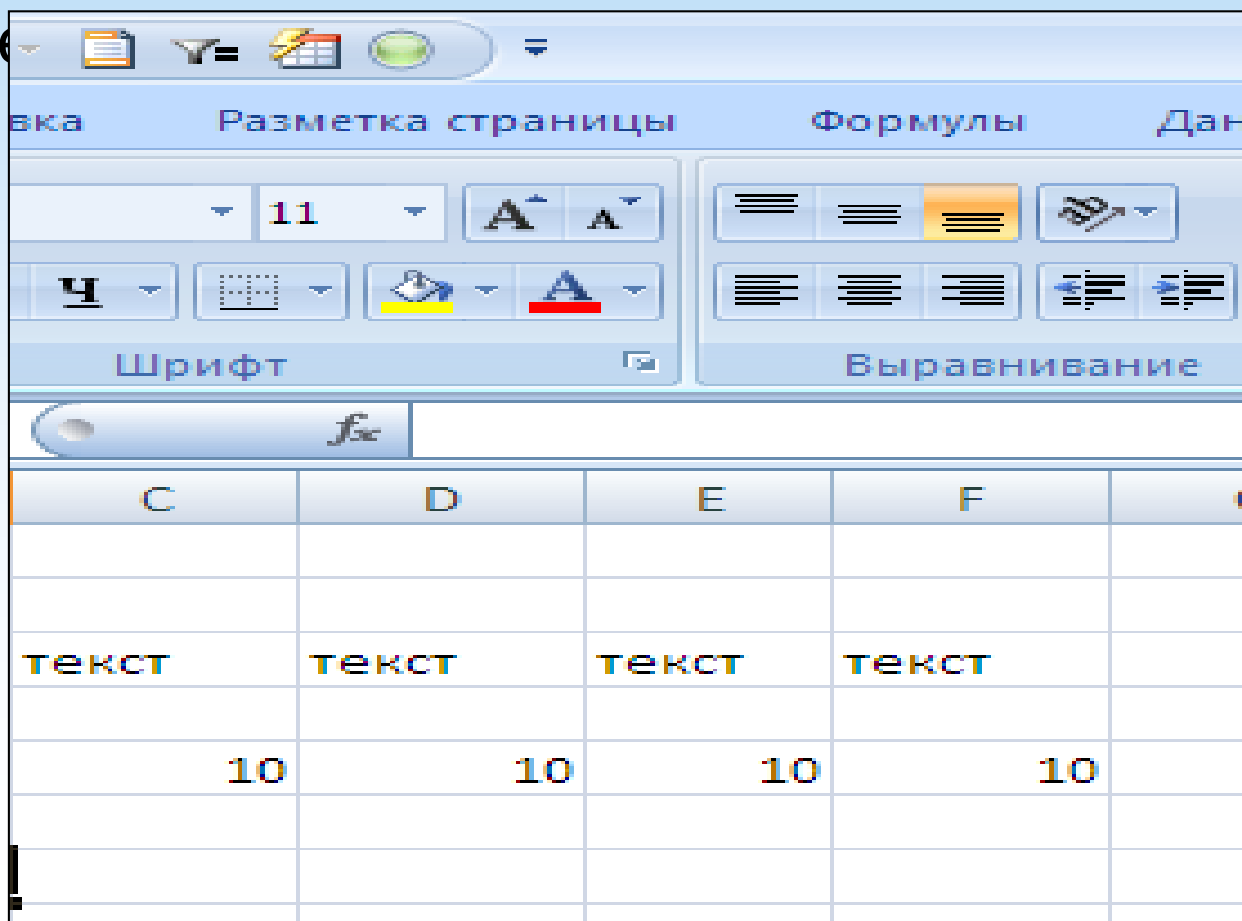 вка Разметка страницы Формулы Дан
11 А А
Ч А
Шрифт Выравнивание
fx
C D E F
текст текст текст текст
10 10 10 10